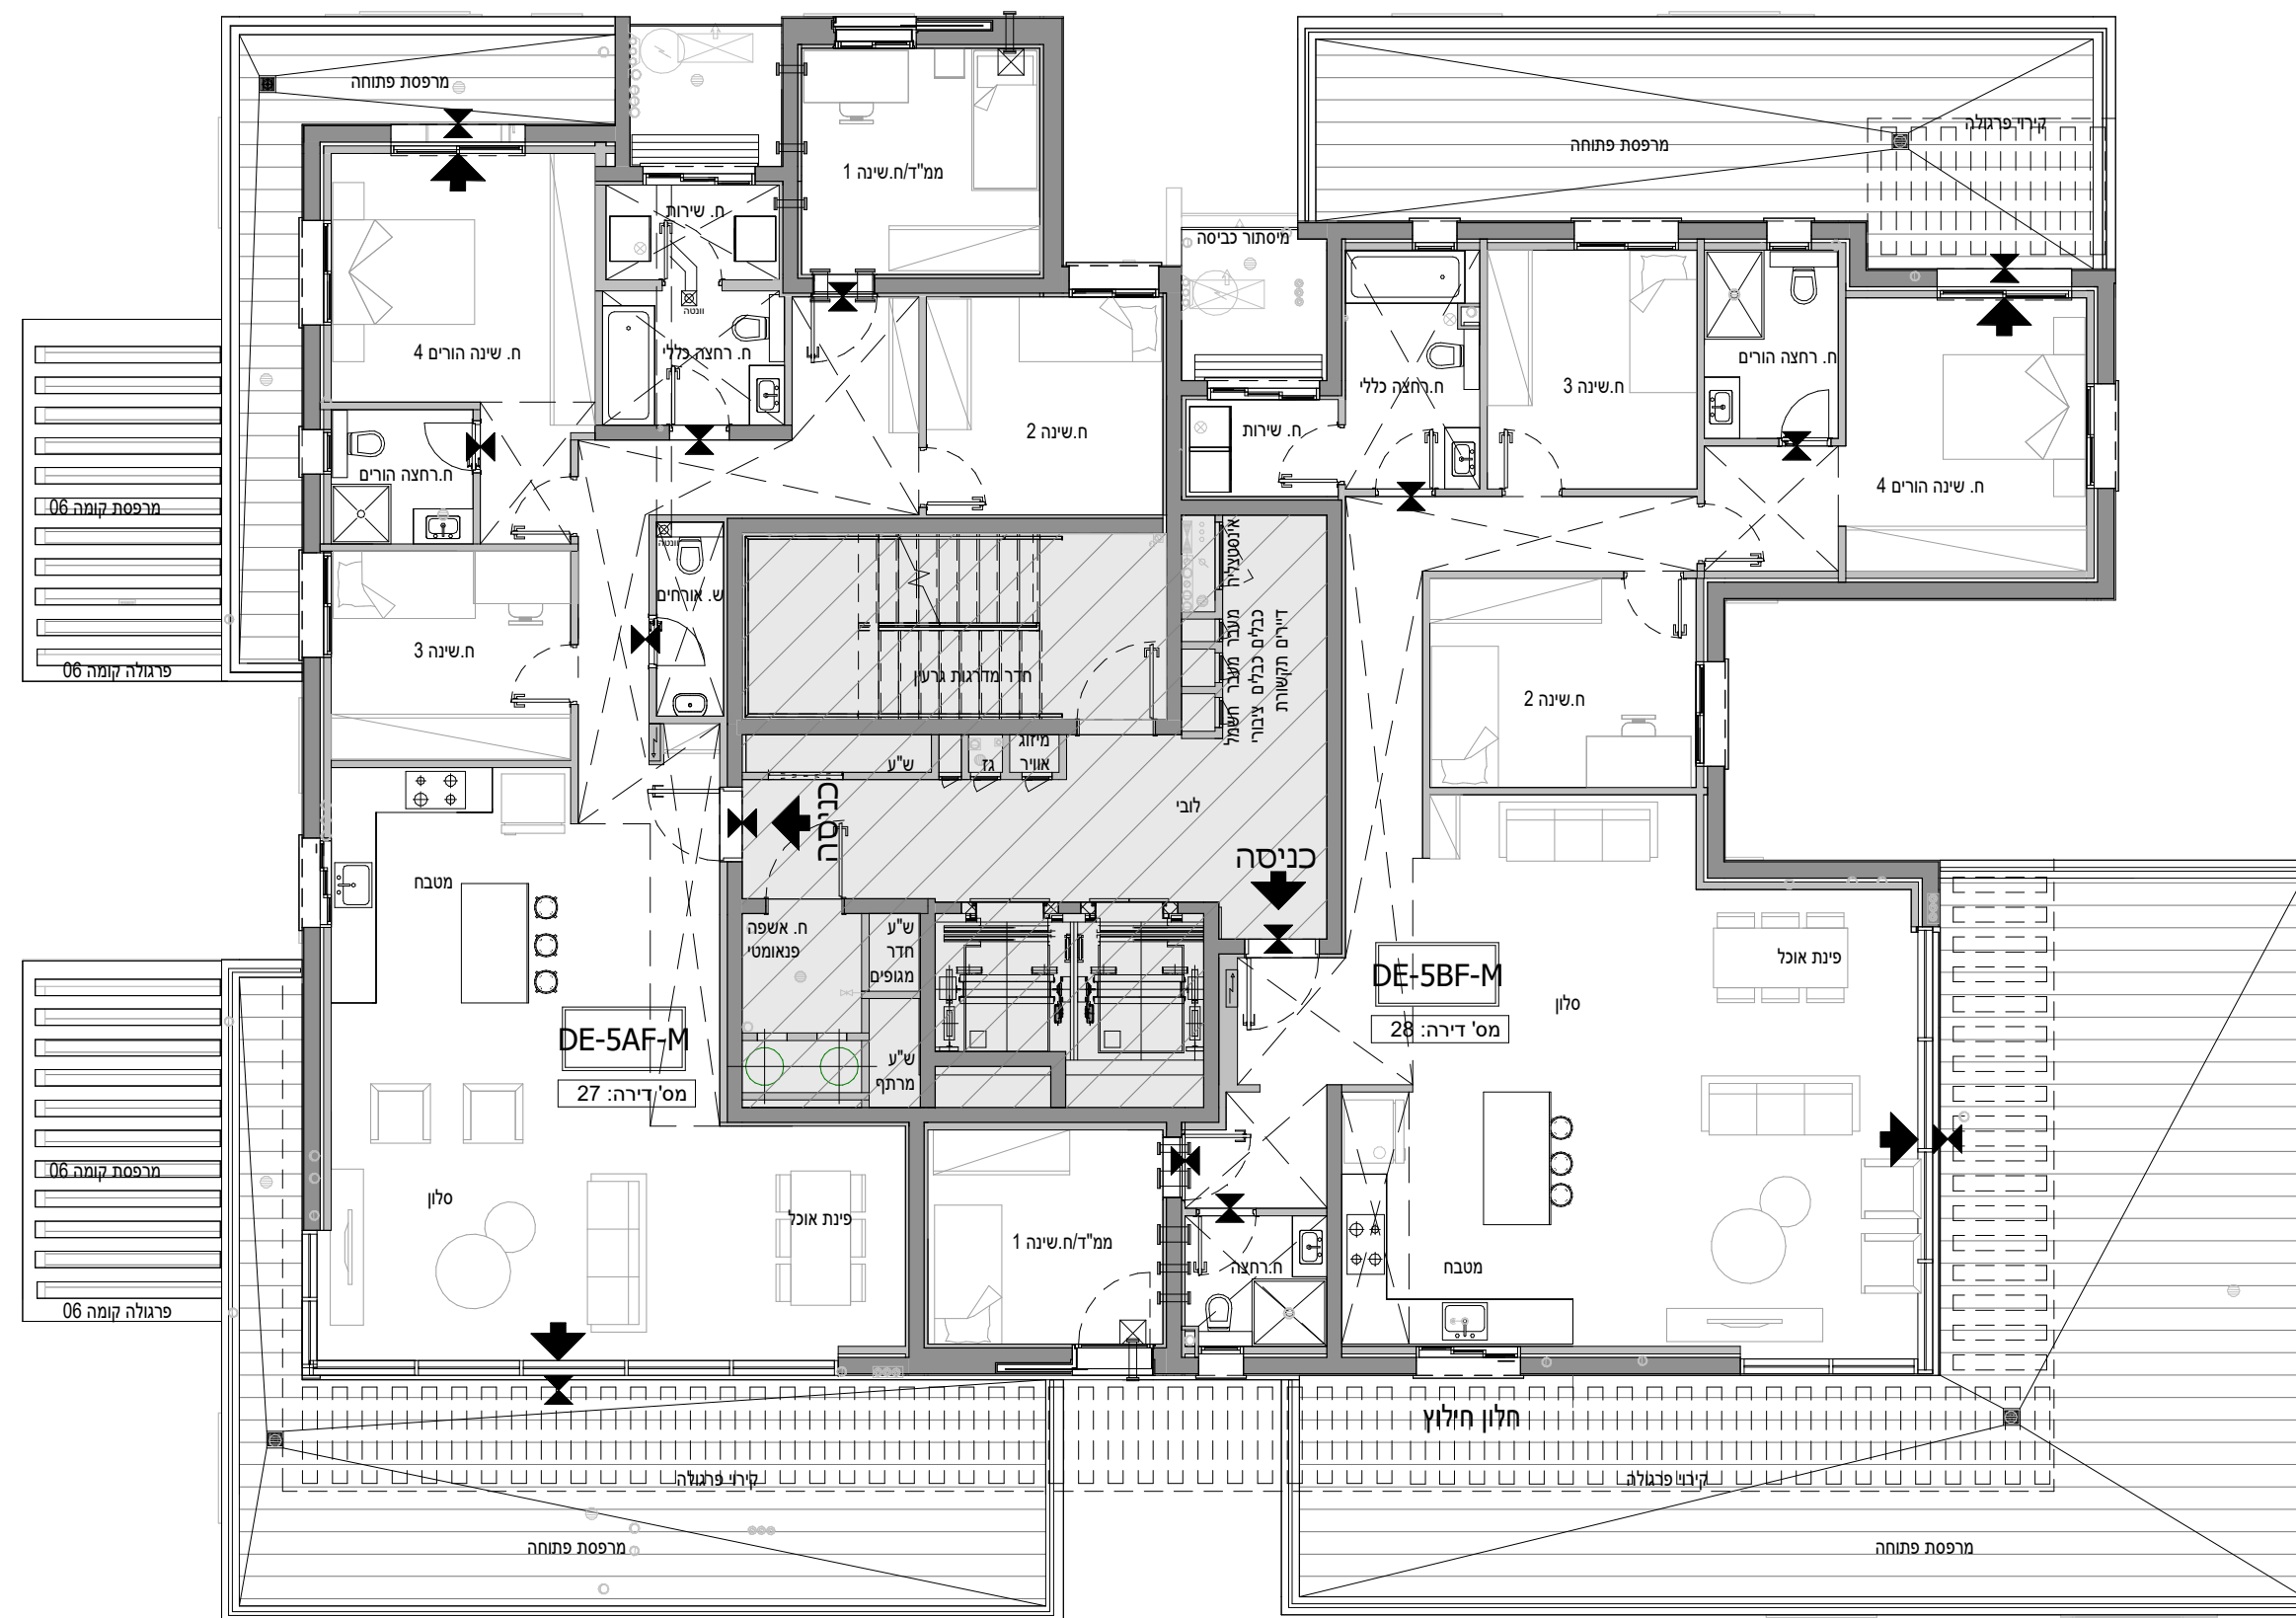 מרפסת פתוחה
ממ"ד/ח.שינה 1
ח. שירות
וונטה
ח. רחצה כללי
ח. שינה הורים 4
ח.שינה 2
ח.רחצה הורים
מרפסת קומה 06
וונטה
ש. אורחים
ח.שינה 3
פרגולה קומה 06
מרפסת פתוחה
קירוי פרגולה
מיסתור כביסה
ח.רחצה כללי
ח.שינה 3
ח. רחצה הורים
ח. שירות
ח. שינה הורים 4
ח.שינה 2
חדר מדרגות גרעין
אינסטלציה
מעבר כבלים דיירים
מעבר כבלים תקשורת
חשמל ציבורי
מיזוג
אוויר
גז
ש"ע
לובי
כניסה
כניסה
ח. אשפה
פנאומטי
ש"ע
חדר
מגופים
ש"ע
מרתף
מטבח
DE-5AF-M
מס' דירה: 27
סלון
פינת אוכל
מרפסת קומה 06
פרגולה קומה 06
DE-5BF-M
מס' דירה: 28
סלון
פינת אוכל
ממ"ד/ח.שינה 1
ח.רחצה
מטבח
חלון חילוץ
קירוי פרגולה
קירוי פרגולה
מרפסת פתוחה
מרפסת פתוחה